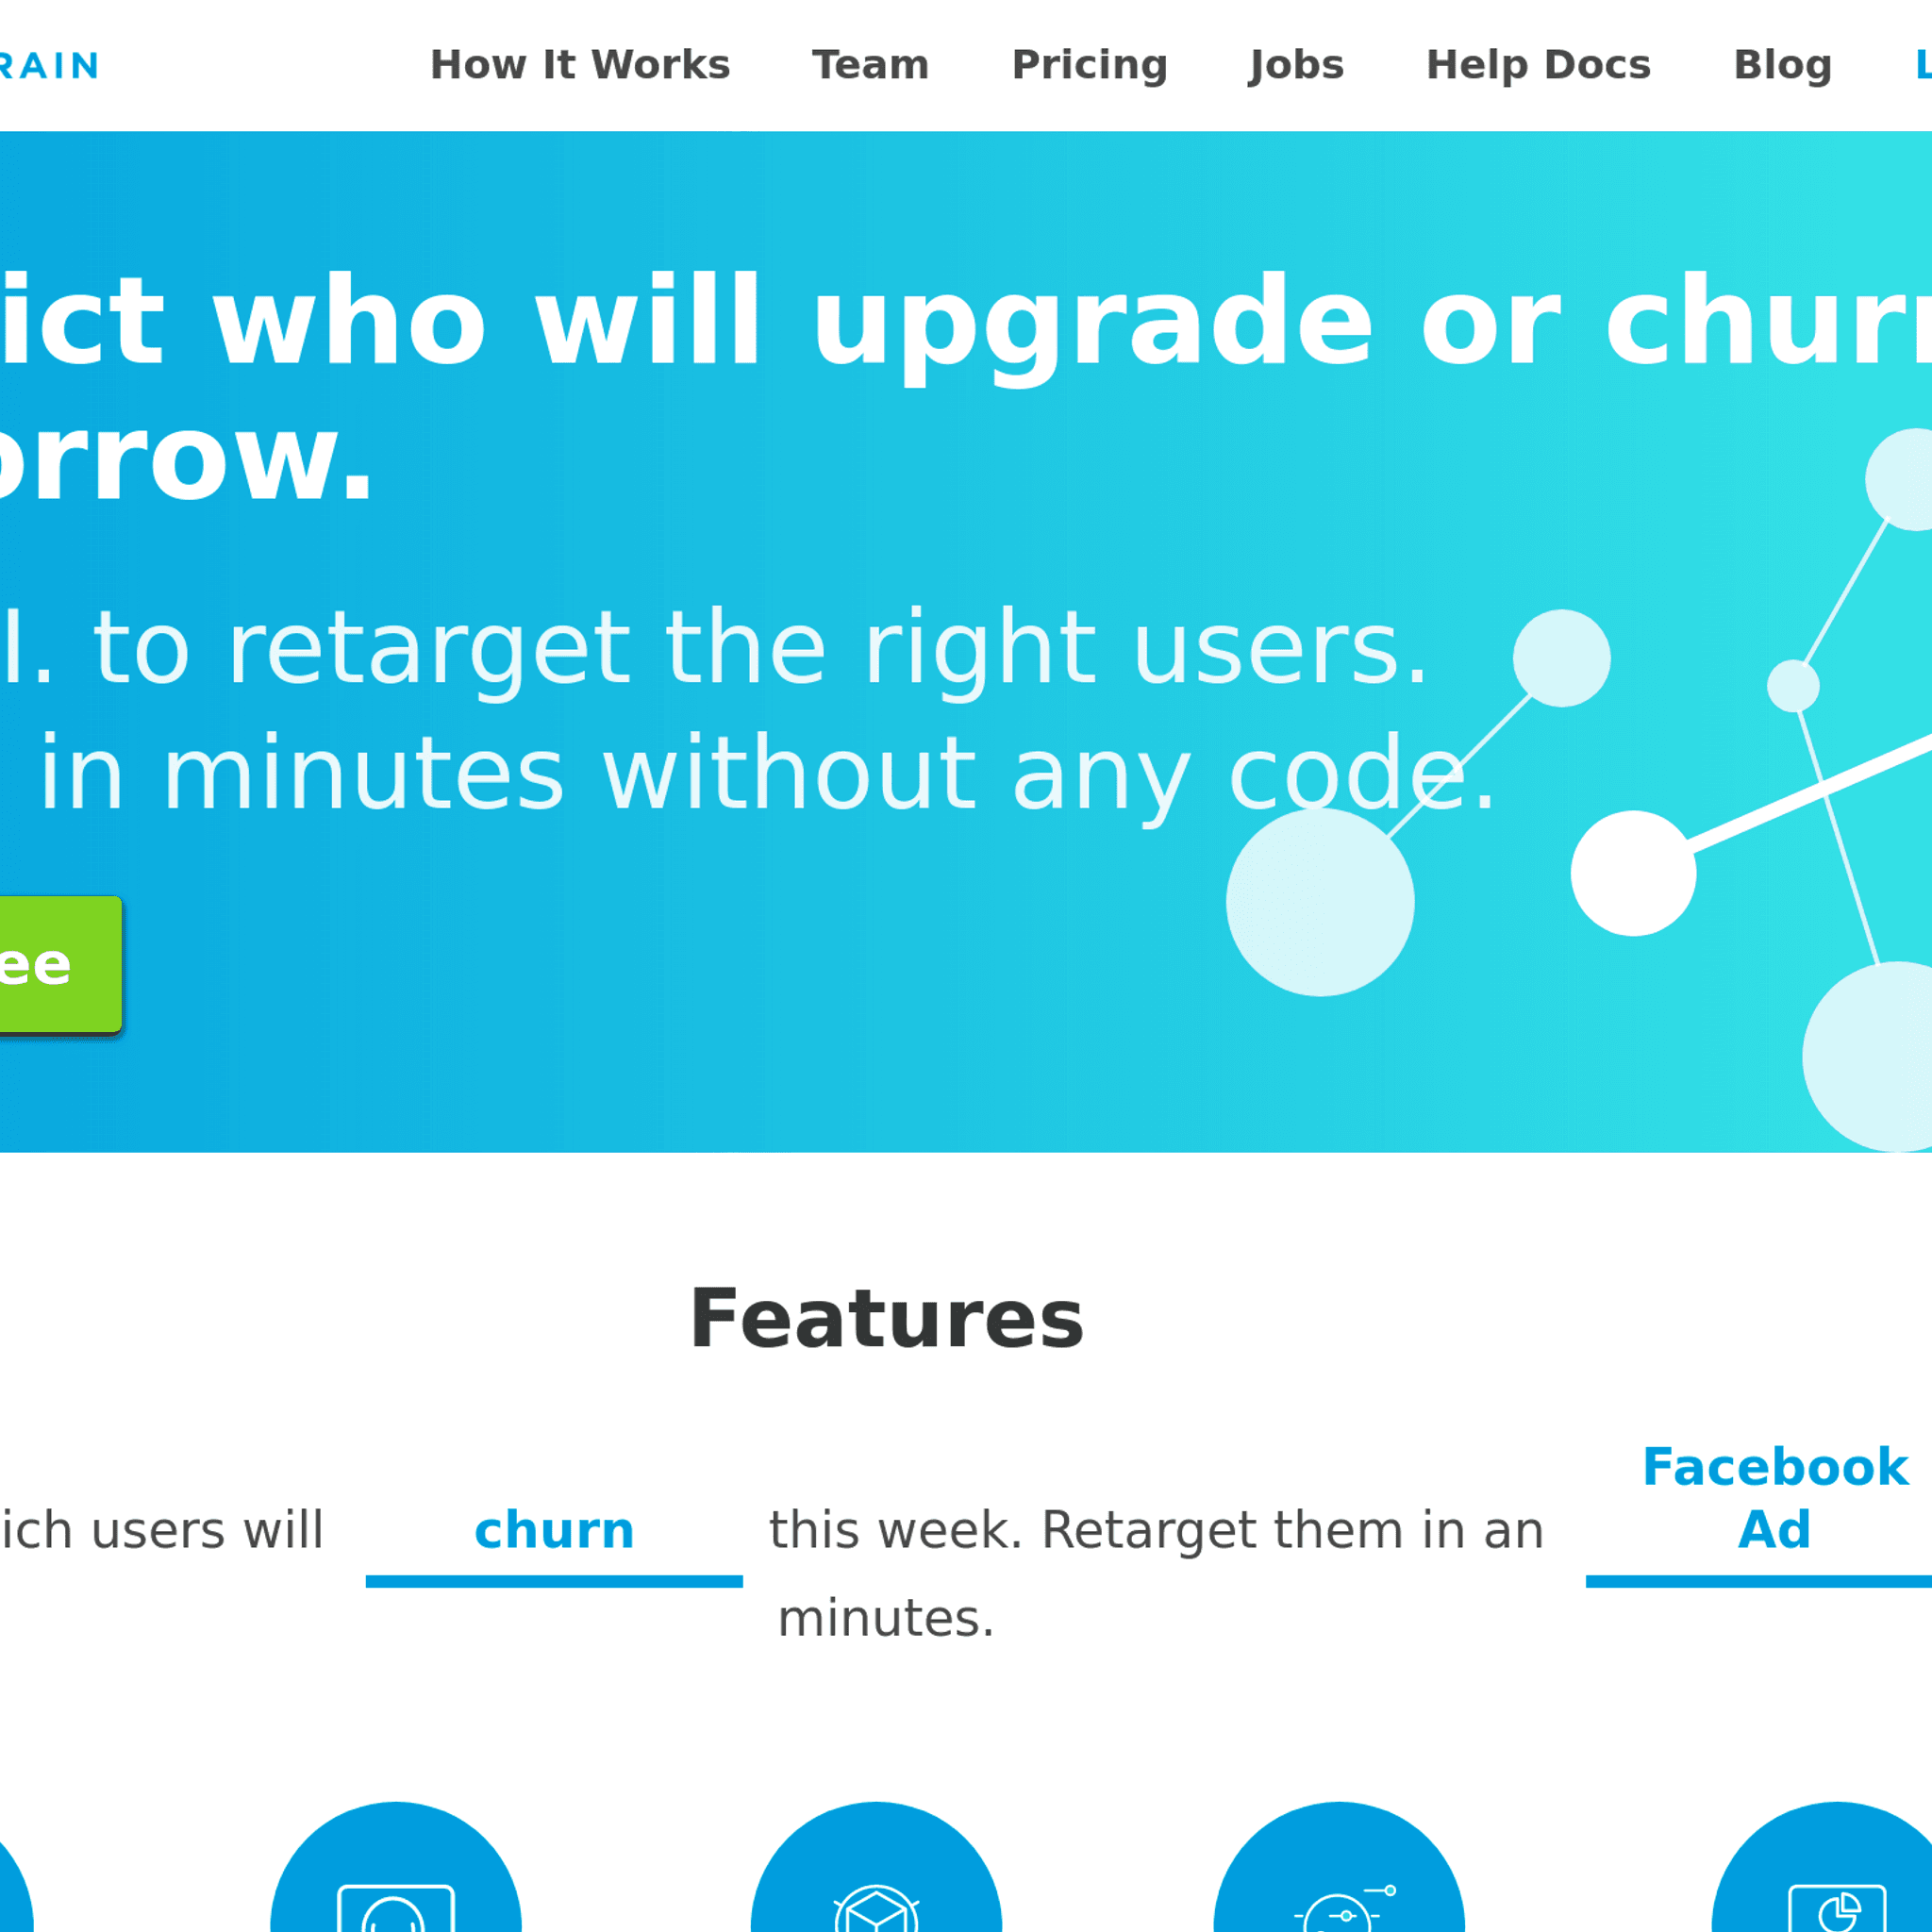 RAIN
How It Works Team Pricing Jobs Help Docs Blog L
ict who will upgrade or churn
orrow.
I. to retarget the right users.
in minutes without any code.
ee
Features
Facebook
ich users will churn this week. Retarget them in an Ad
minutes.